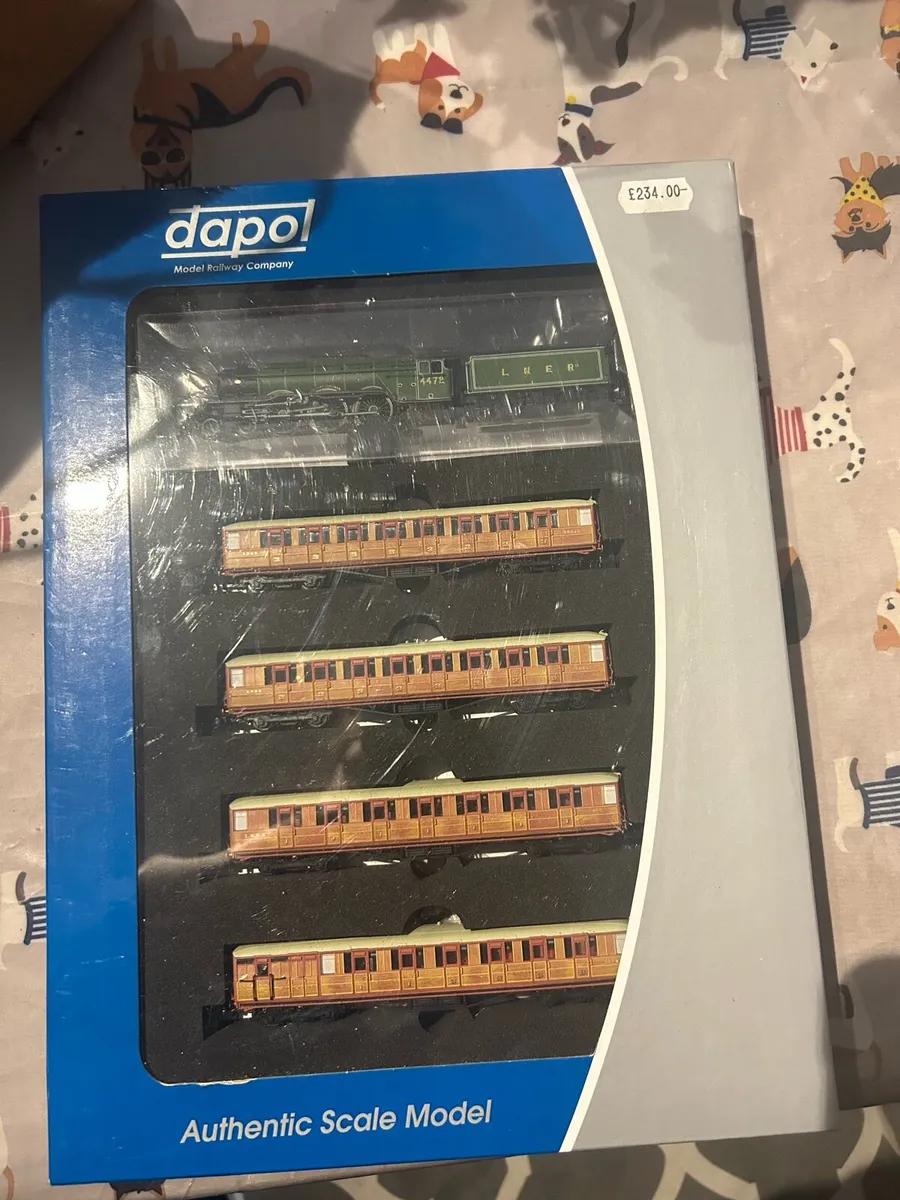 £234.00
dapol
Model Railway Company
4472
L N E R
Authentic Scale Model